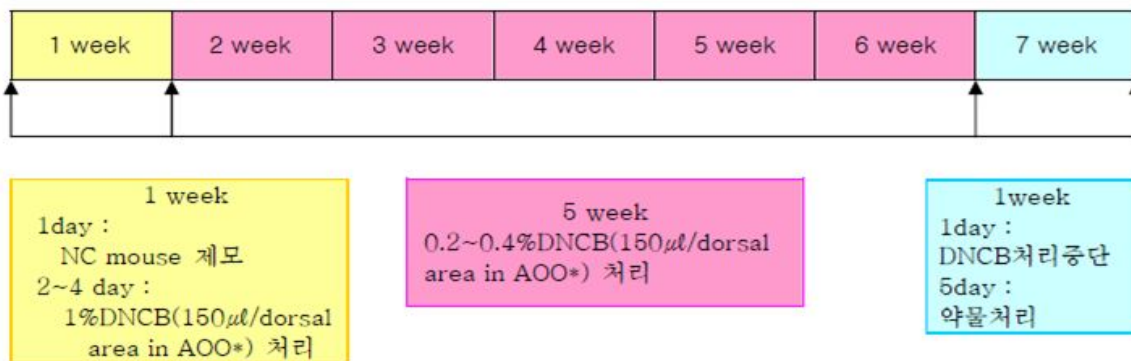 1 week
2 week
3 week
4 week
5 week
6 week
7 week
1 week
1day :
NC mouse 제모
2~4 day :
1%DNCB(150㎕/dorsal
area in AOO*) 처리
5 week
0.2~0.4%DNCB(150㎕/dorsal
area in AOO*) 처리
1week
1day :
DNCB처리중단
5day :
약물처리